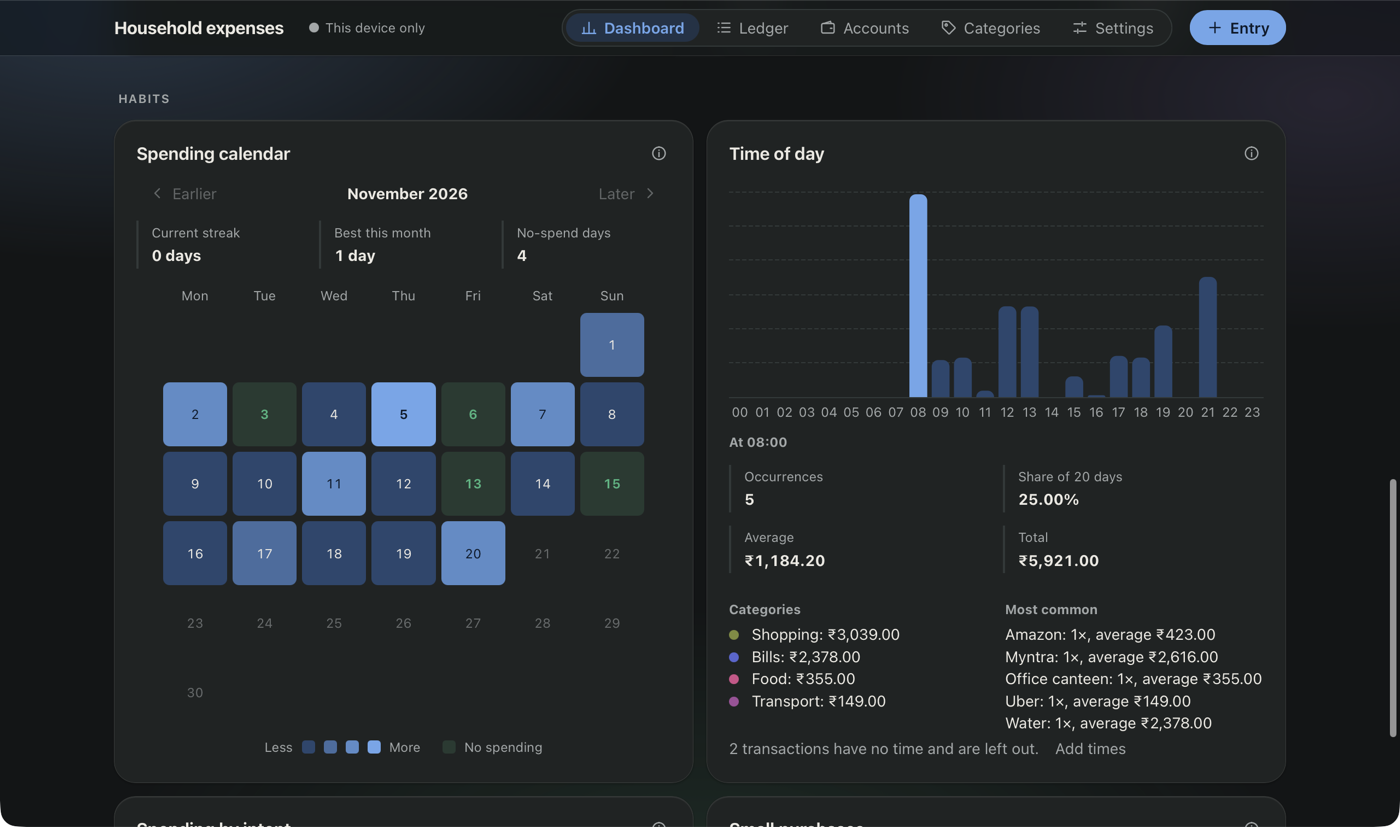 Household expenses
This device only
Dashboard
Ledger
Accounts
Categories
Settings
+ Entry
HABITS
Spending calendar
Earlier November 2026 Later
Current streak Best this month No-spend days
0 days 1 day 4
Mon Tue Wed Thu Fri Sat Sun
1
2 3 4 5 6 7 8
9 10 11 12 13 14 15
16 17 18 19 20 21 22
23 24 25 26 27 28 29
30
Less More No spending
Time of day
00 01 02 03 04 05 06 07 08 09 10 11 12 13 14 15 16 17 18 19 20 21 22 23
At 08:00
Occurrences Share of 20 days
5 25.00%
Average Total
₹1,184.20 ₹5,921.00
Categories
Shopping: ₹3,039.00
Bills: ₹2,378.00
Food: ₹355.00
Transport: ₹149.00
Most common
Amazon: 1×, average ₹423.00
Myntra: 1×, average ₹2,616.00
Office canteen: 1×, average ₹355.00
Uber: 1×, average ₹149.00
Water: 1×, average ₹2,378.00
2 transactions have no time and are left out. Add times
Spending by intent
Small purchases